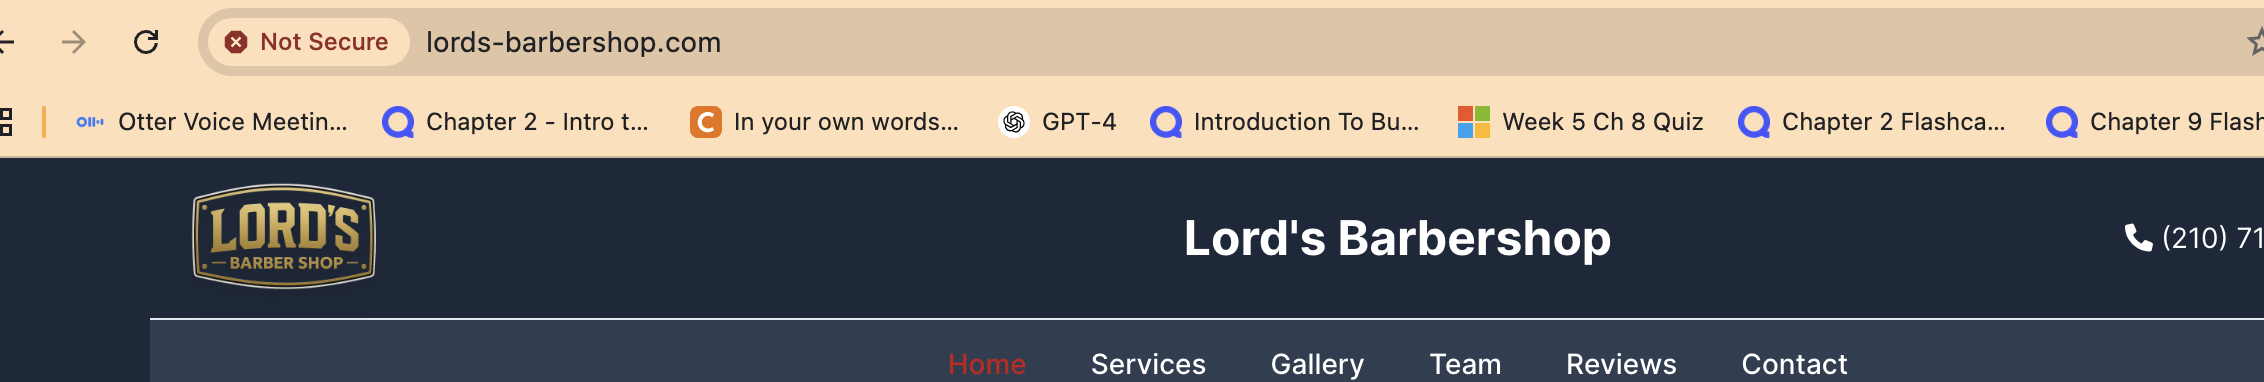 Not Secure lords-barbershop.com
Otter Voice Meetin... Chapter 2 - Intro t... In your own words... GPT-4 Introduction To Bu... Week 5 Ch 8 Quiz Chapter 2 Flashca... Chapter 9 Flash
LORD'S
BARBER SHOP
Lord's Barbershop
(210) 71
Home Services Gallery Team Reviews Contact